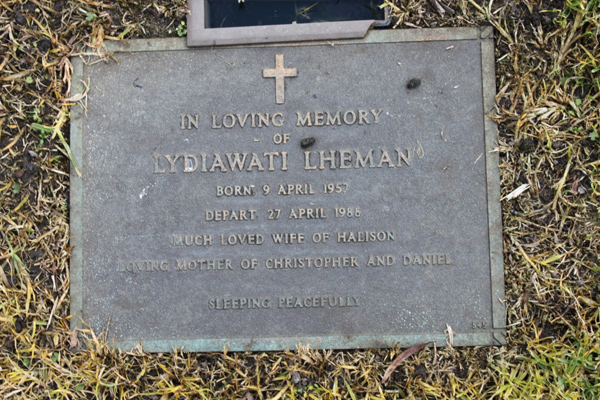 IN LOVING MEMORY
OF
LYDIAWATI LHEMAN
BORN 9 APRIL 1957
DEPART 27 APRIL 1988
MUCH LOVED WIFE OF HALISON
LOVING MOTHER OF CHRISTOPHER AND DANIEL
SLEEPING PEACEFULLY